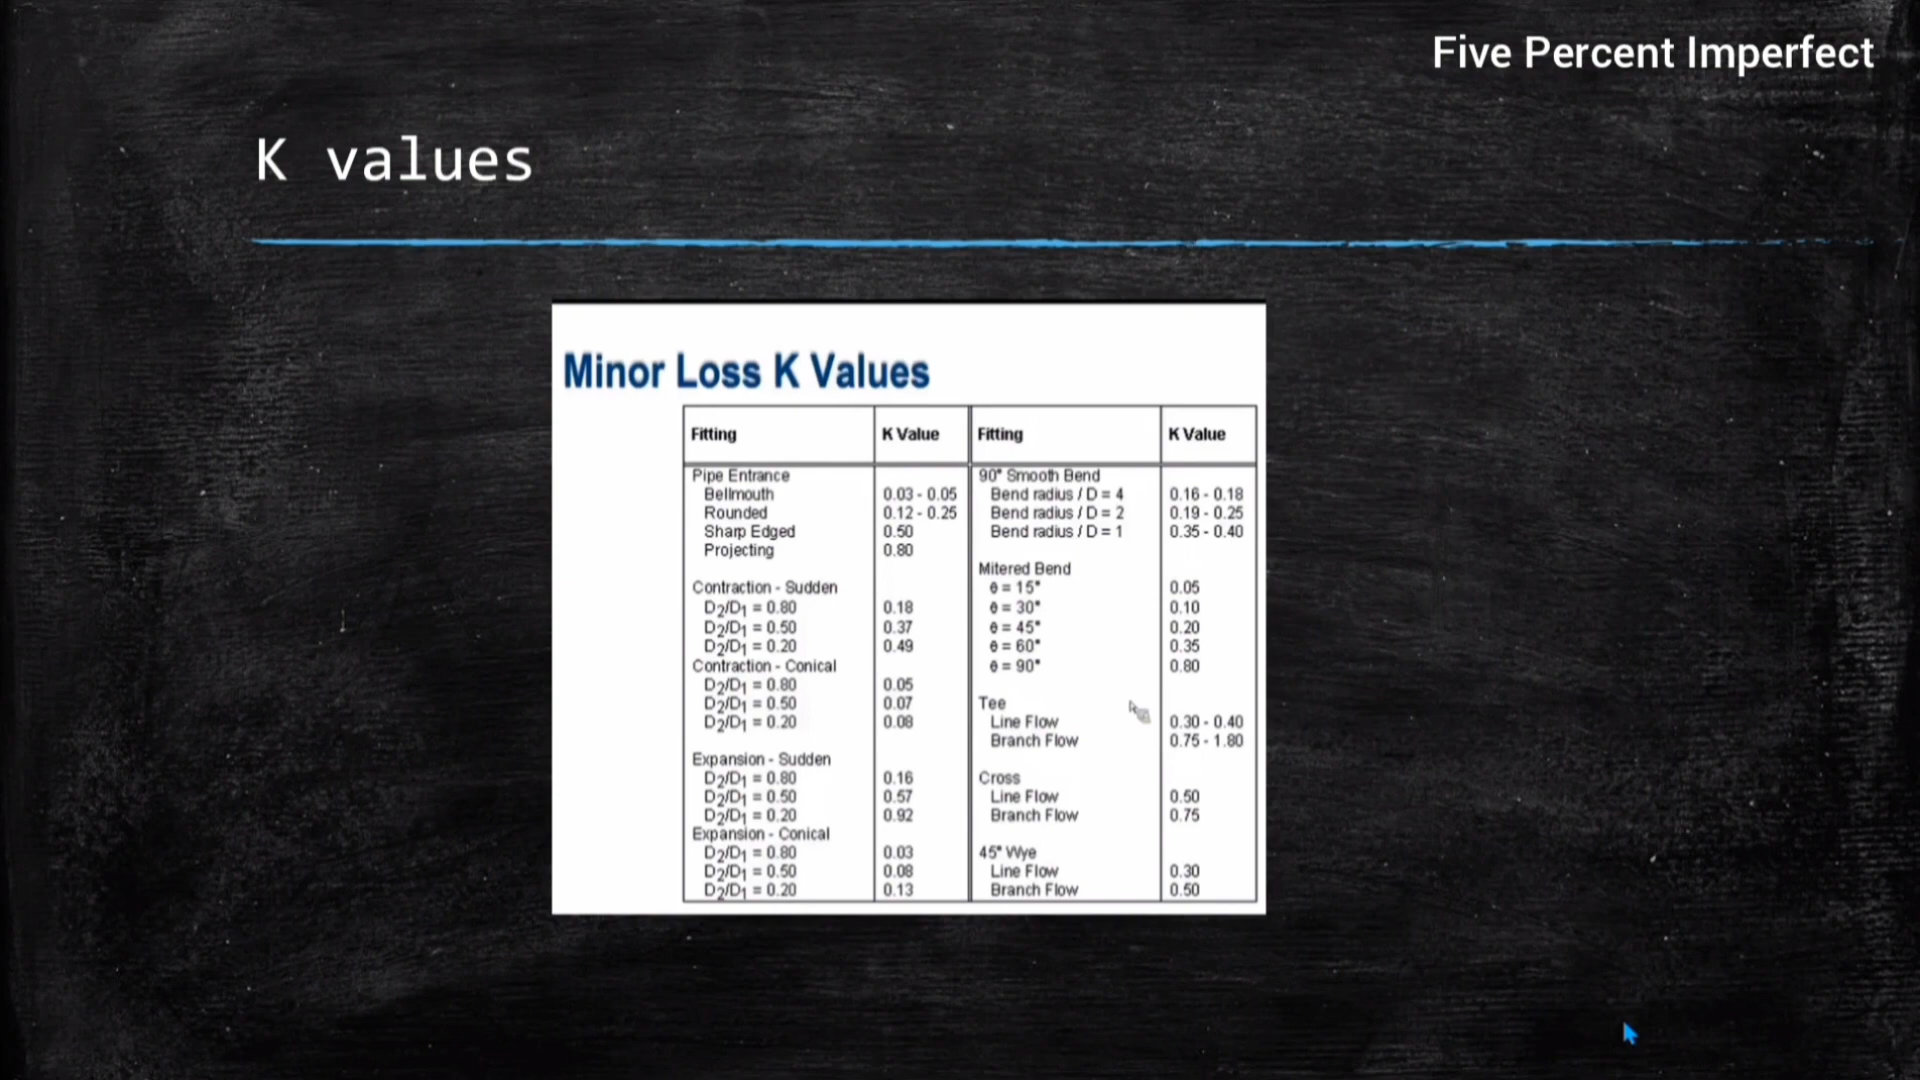 Five Percent Imperfect
K values
Minor Loss K Values
Fitting K Value Fitting K Value
Pipe Entrance 90° Smooth Bend
Bellmouth 0.03 - 0.05 Bend radius / D = 4 0.16 - 0.18
Rounded 0.12 - 0.25 Bend radius / D = 2 0.19 - 0.25
Sharp Edged 0.50 Bend radius / D = 1 0.35 - 0.40
Projecting 0.80
Mitered Bend
Contraction - Sudden θ = 15° 0.05
D2/D1 = 0.80 0.18 θ = 30° 0.10
D2/D1 = 0.50 0.37 θ = 45° 0.20
D2/D1 = 0.20 0.49 θ = 60° 0.35
Contraction - Conical θ = 90° 0.80
D2/D1 = 0.80 0.05
D2/D1 = 0.50 0.07 Tee
D2/D1 = 0.20 0.08 Line Flow 0.30 - 0.40
Branch Flow 0.75 - 1.80
Expansion - Sudden
D2/D1 = 0.80 0.16 Cross
D2/D1 = 0.50 0.57 Line Flow 0.50
D2/D1 = 0.20 0.92 Branch Flow 0.75
Expansion - Conical
D2/D1 = 0.80 0.03 45° Wye
D2/D1 = 0.50 0.08 Line Flow 0.30
D2/D1 = 0.20 0.13 Branch Flow 0.50